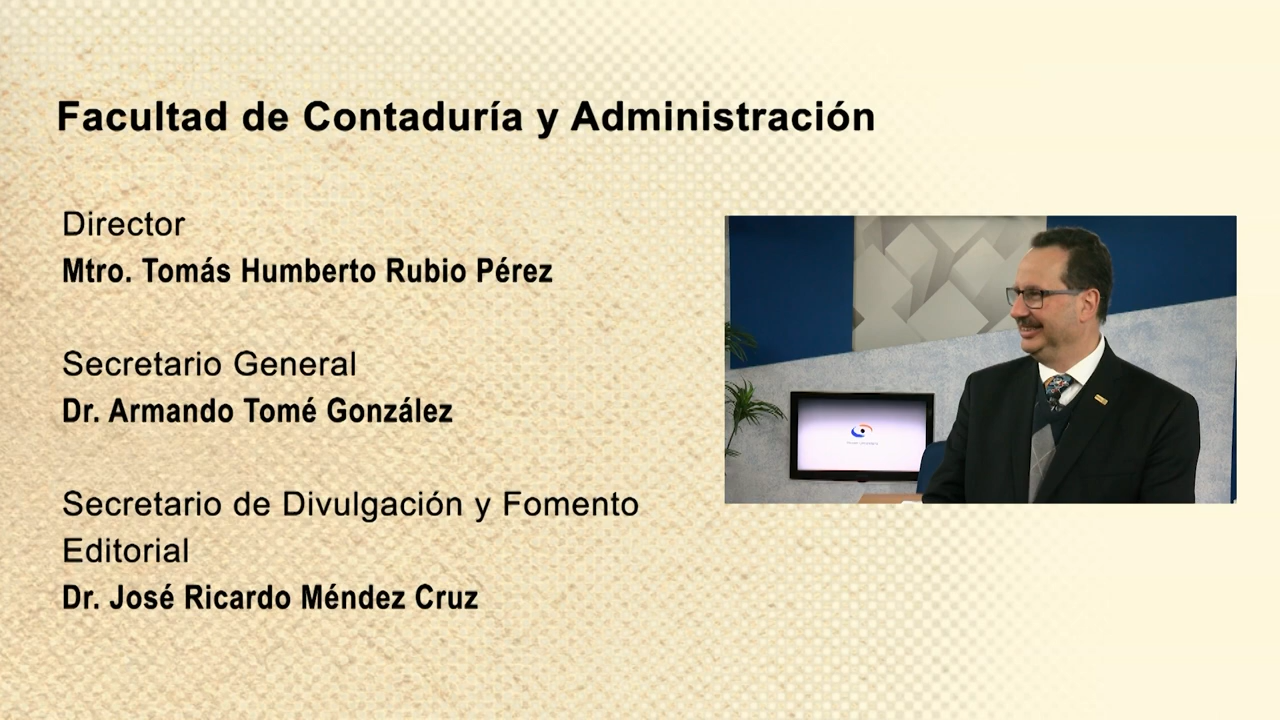 Facultad de Contaduría y Administración
Director
Mtro. Tomás Humberto Rubio Pérez
Secretario General
Dr. Armando Tomé González
Secretario de Divulgación y Fomento
Editorial
Dr. José Ricardo Méndez Cruz